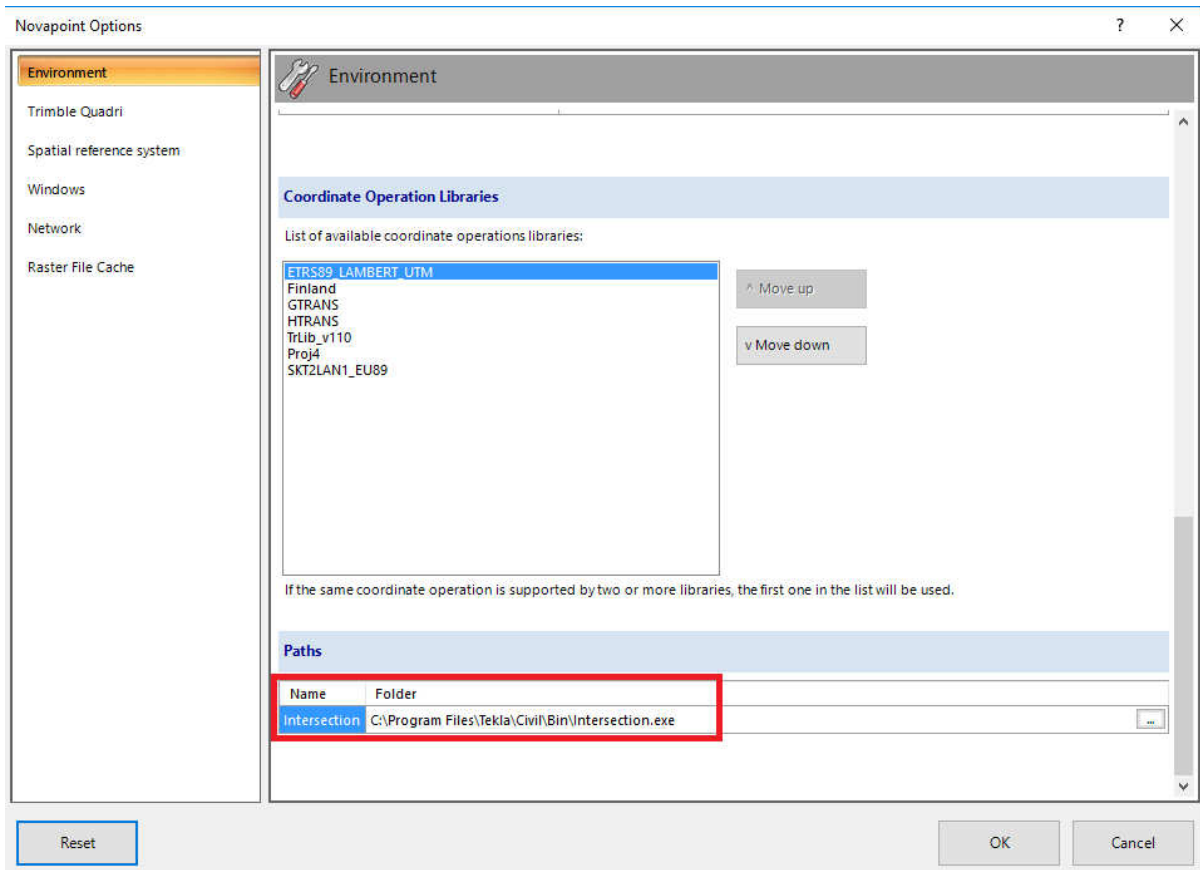 Novapoint Options
?
Environment
Trimble Quadri
Spatial reference system
Windows
Network
Raster File Cache
Environment
Coordinate Operation Libraries
List of available coordinate operations libraries:
ETRS89_LAMBERT_UTM
Finland
GTRANS
HTRANS
TrLib_v110
Proj4
SKT2LAN1_EU89
^ Move up
v Move down
If the same coordinate operation is supported by two or more libraries, the first one in the list will be used.
Paths
Name Folder
Intersection C:\Program Files\Tekla\Civil\Bin\Intersection.exe ...
Reset OK Cancel